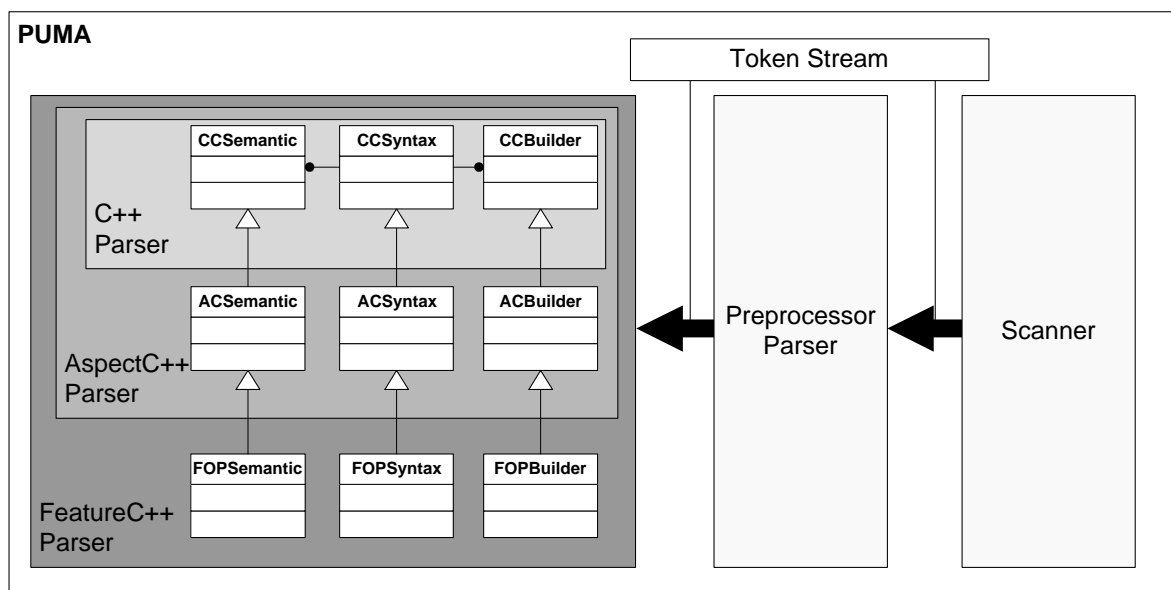 PUMA
Token Stream
CCSemantic
CCSyntax
CCBuilder
C++
Parser
ACSemantic
ACSyntax
ACBuilder
AspectC++
Parser
FOPSemantic
FOPSyntax
FOPBuilder
FeatureC++
Parser
Preprocessor
Parser
Scanner